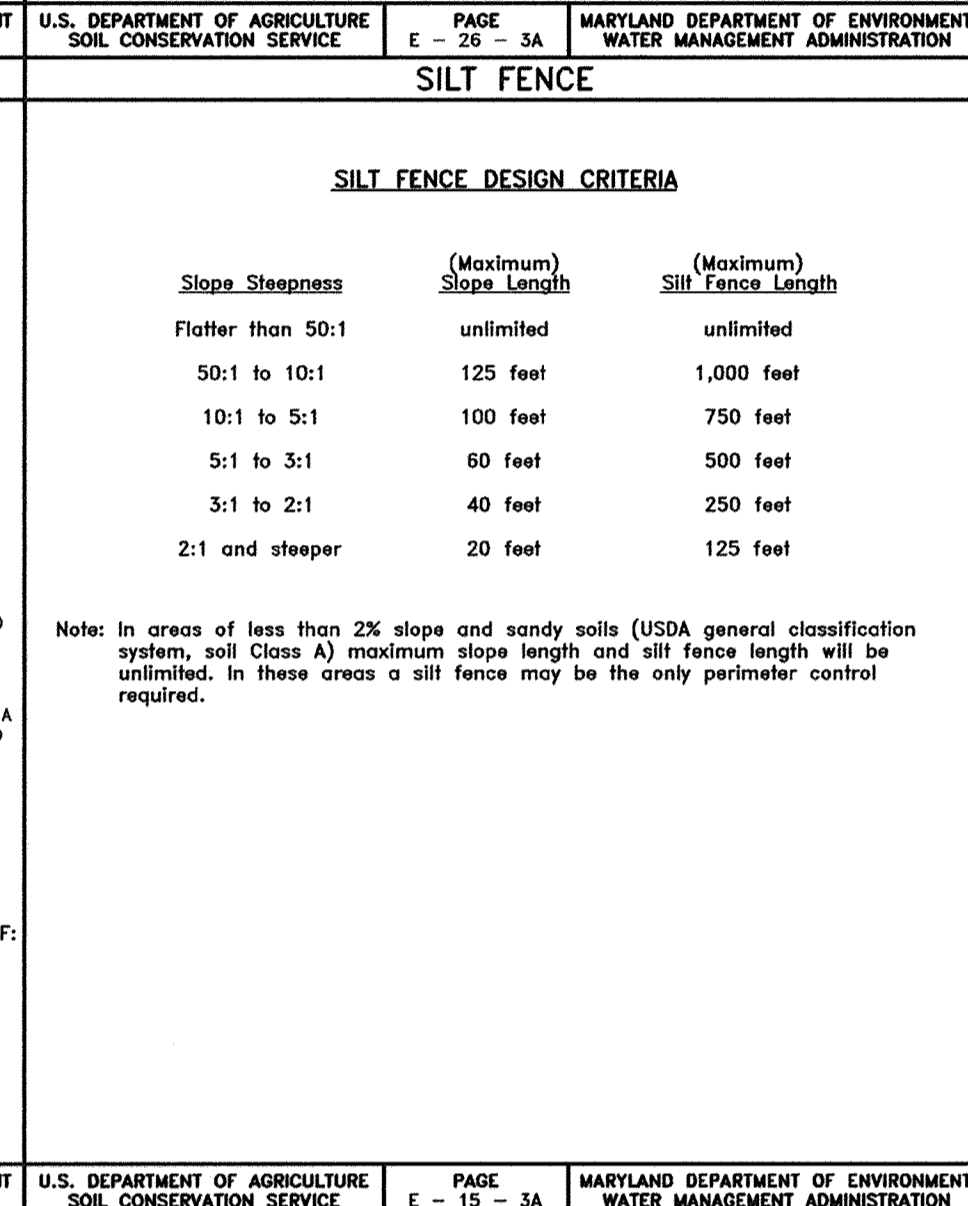 T
U.S. DEPARTMENT OF AGRICULTURE
SOIL CONSERVATION SERVICE
PAGE
E - 26 - 3A
MARYLAND DEPARTMENT OF ENVIRONMENT
WATER MANAGEMENT ADMINISTRATION
SILT FENCE
SILT FENCE DESIGN CRITERIA
Slope Steepness
(Maximum)
Slope Length
(Maximum)
Silt Fence Length
Flatter than 50:1 unlimited unlimited
50:1 to 10:1 125 feet 1,000 feet
10:1 to 5:1 100 feet 750 feet
5:1 to 3:1 60 feet 500 feet
3:1 to 2:1 40 feet 250 feet
2:1 and steeper 20 feet 125 feet
Note: In areas of less than 2% slope and sandy soils (USDA general classification
system, soil Class A) maximum slope length and silt fence length will be
unlimited. In these areas a silt fence may be the only perimeter control
required.
A
F:
T
U.S. DEPARTMENT OF AGRICULTURE
SOIL CONSERVATION SERVICE
PAGE
E - 15 - 3A
MARYLAND DEPARTMENT OF ENVIRONMENT
WATER MANAGEMENT ADMINISTRATION